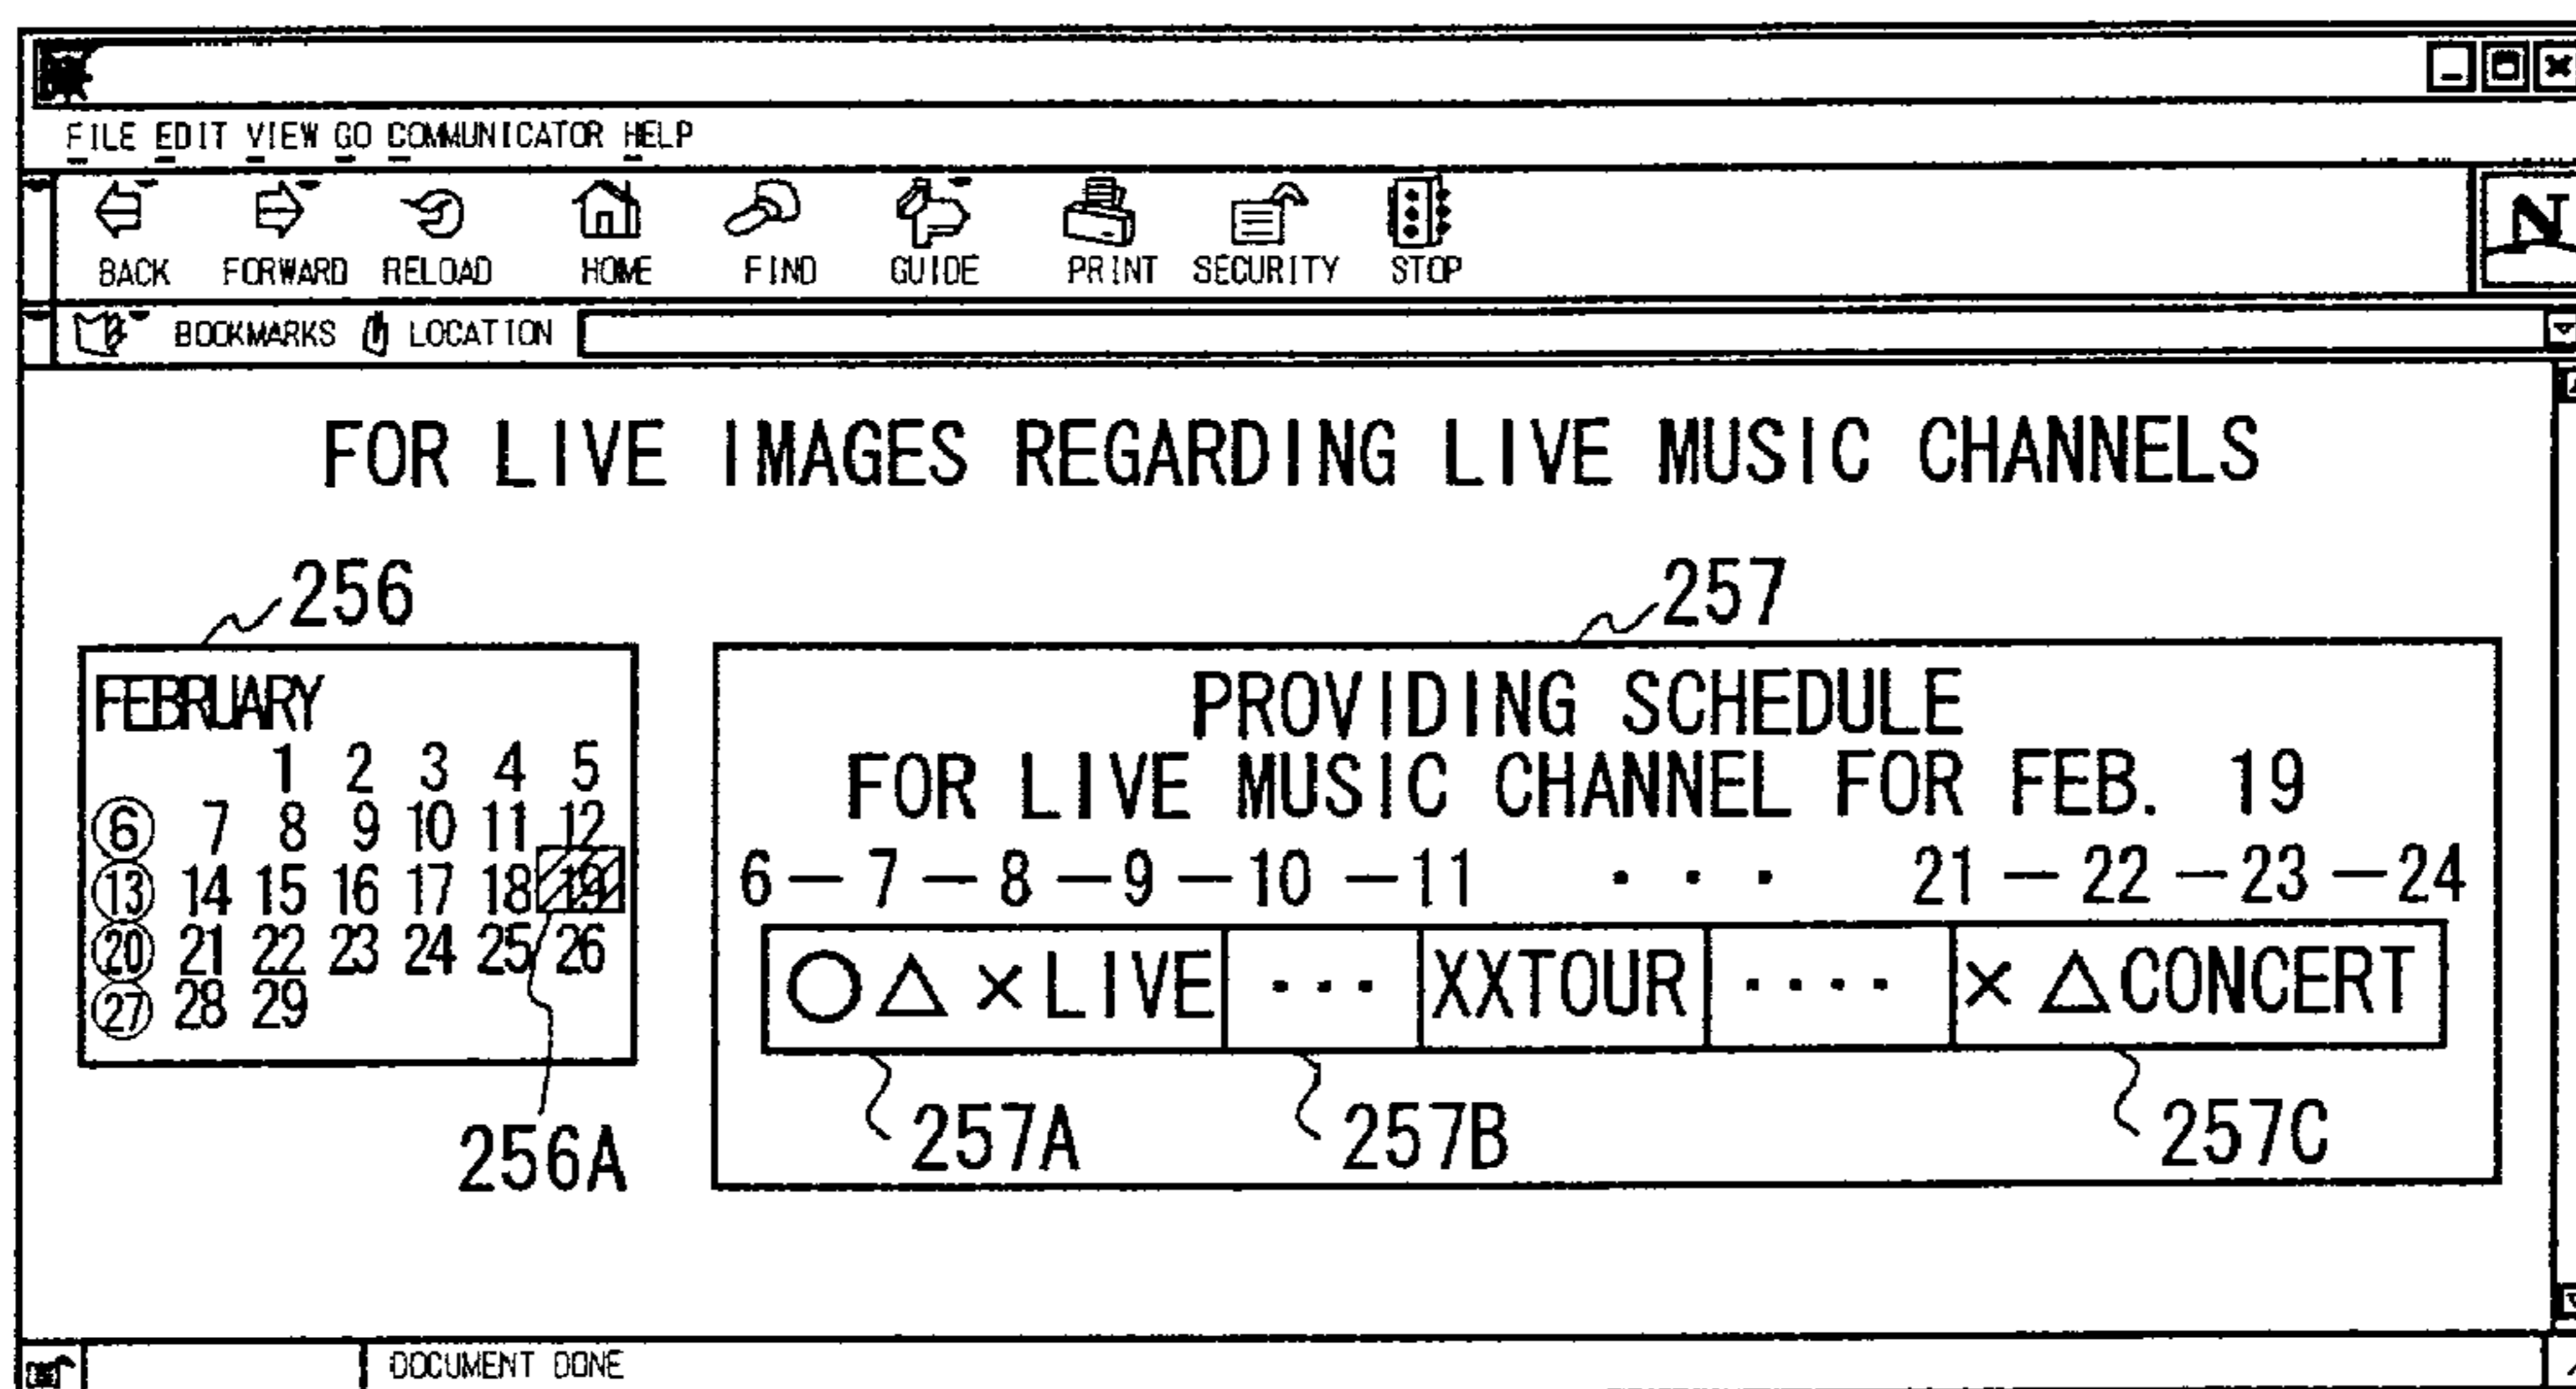 FILE EDIT VIEW GO COMMUNICATOR HELP
BACK FORWARD RELOAD HOME FIND GUIDE PRINT SECURITY STOP
N
BOOKMARKS LOCATION
FOR LIVE IMAGES REGARDING LIVE MUSIC CHANNELS
256
257
FEBRUARY
1 2 3 4 5
6 7 8 9 10 11 12
13 14 15 16 17 18 19
20 21 22 23 24 25 26
27 28 29
256A
PROVIDING SCHEDULE
FOR LIVE MUSIC CHANNEL FOR FEB. 19
6－7－8－9－10－11 ・・・ 21－22－23－24
○△×LIVE ・・・ XXTOUR ・・・・ ×△CONCERT
257A 257B 257C
DOCUMENT DONE